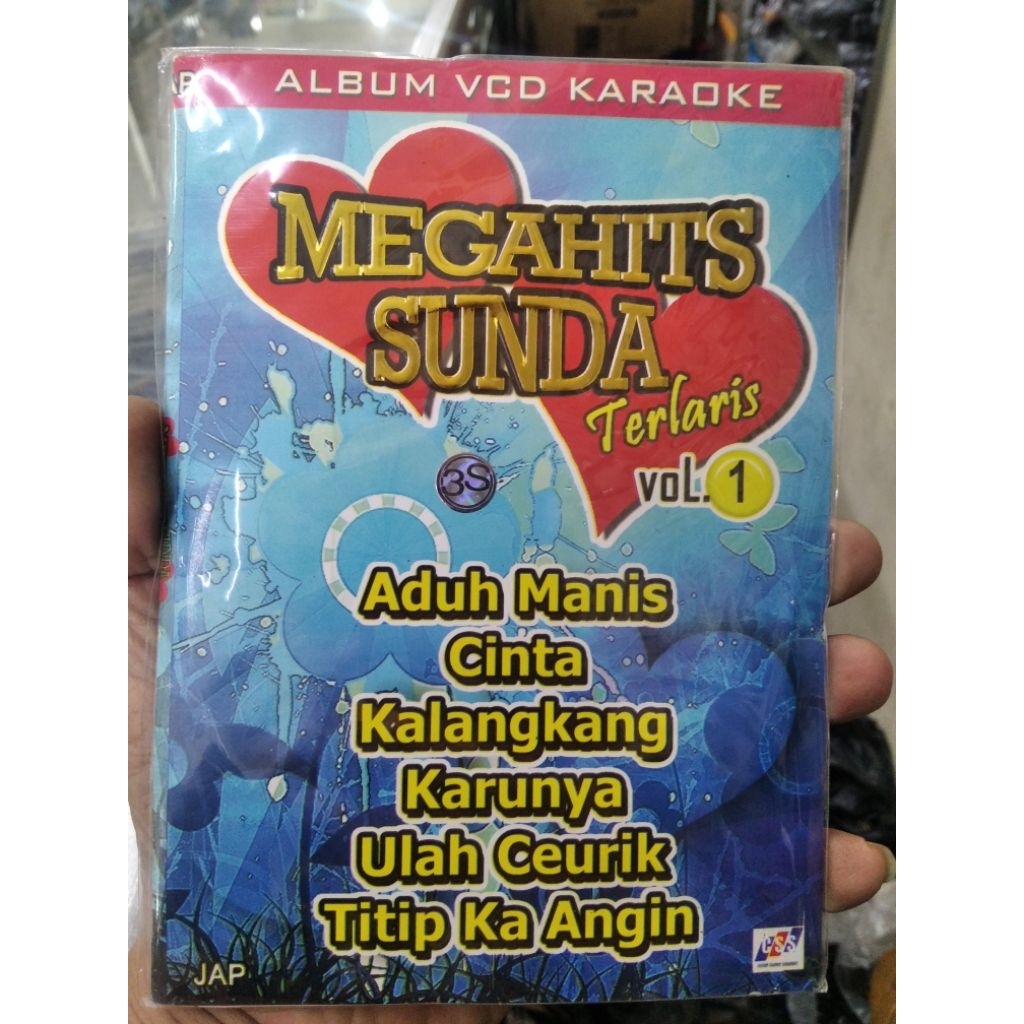 ALBUM VCD KARAOKE
MEGAHITS
SUNDA
Terlaris
VOL. 1
3S
Aduh Manis
Cinta
Kalangkang
Karunya
Ulah Ceurik
Titip Ka Angin
JAP